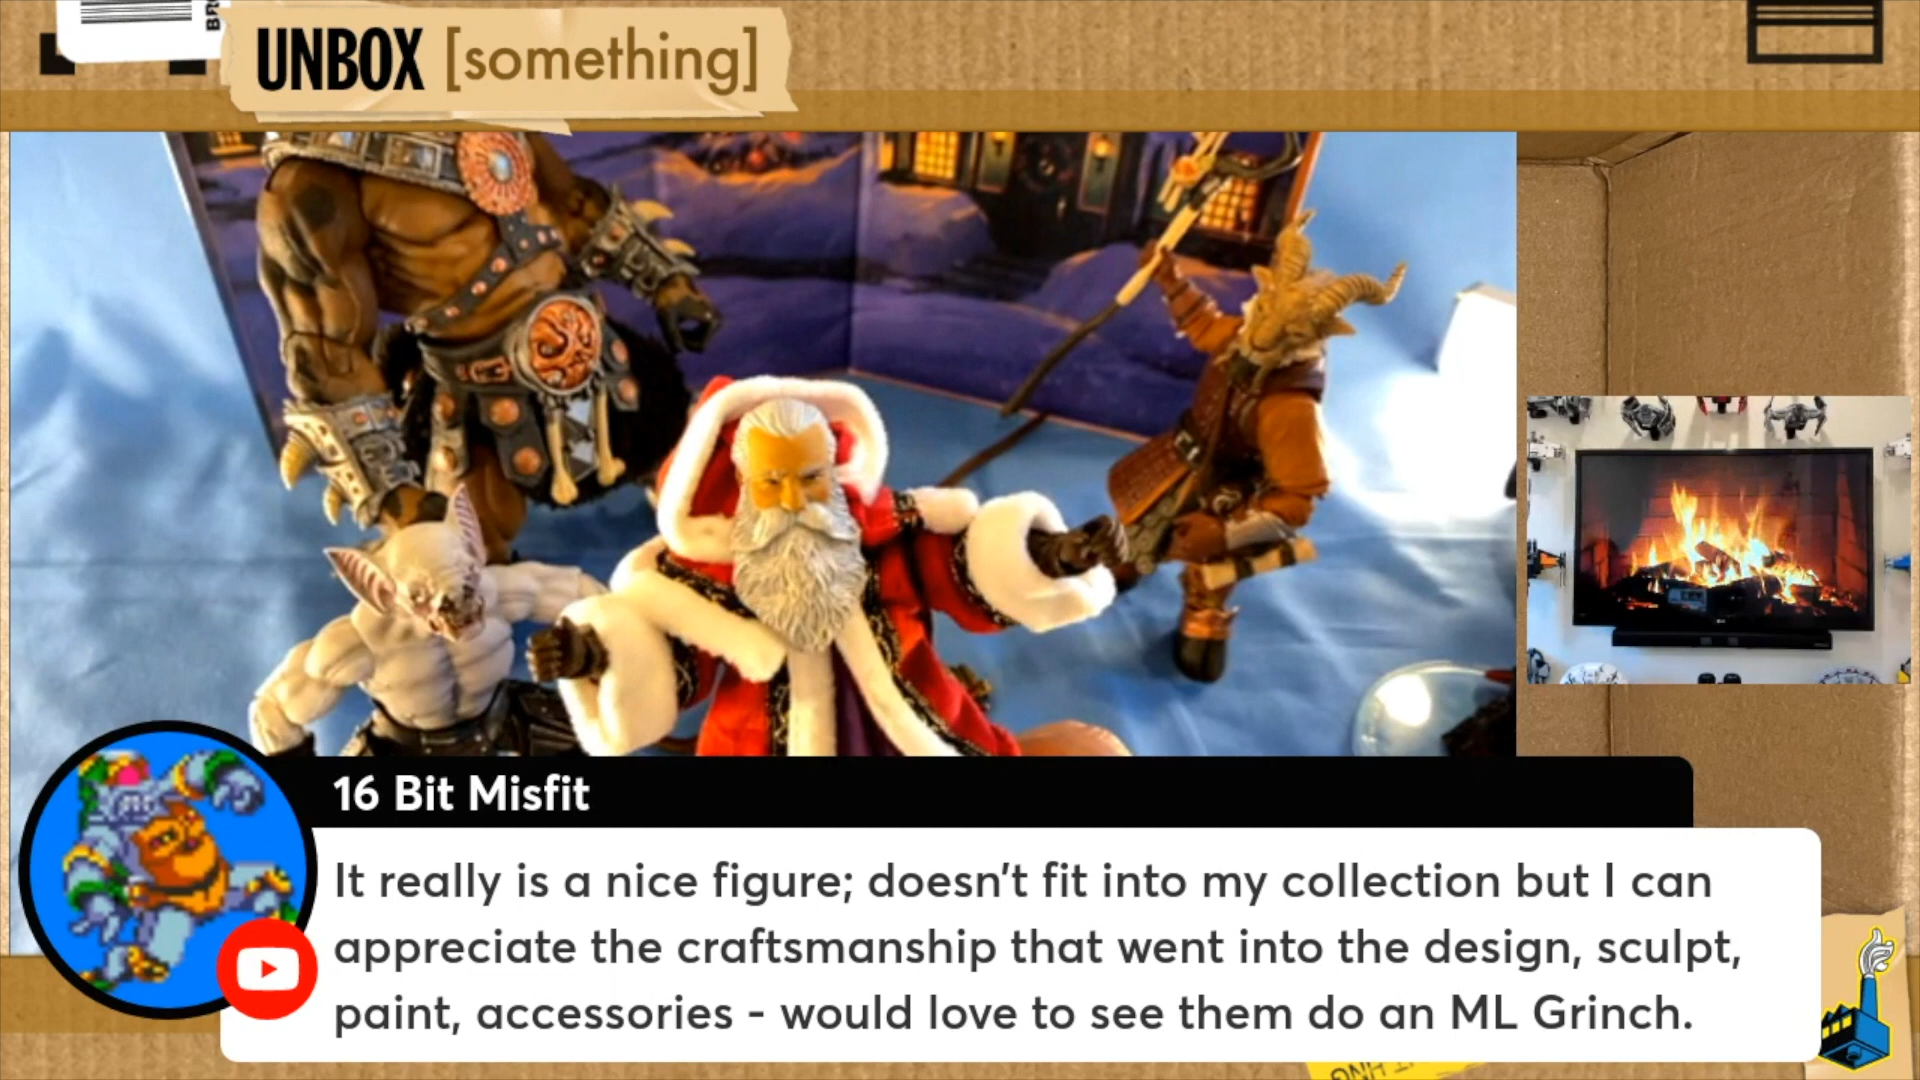 UNBOX [something]
16 Bit Misfit
It really is a nice figure; doesn't fit into my collection but I can
appreciate the craftsmanship that went into the design, sculpt,
paint, accessories - would love to see them do an ML Grinch.